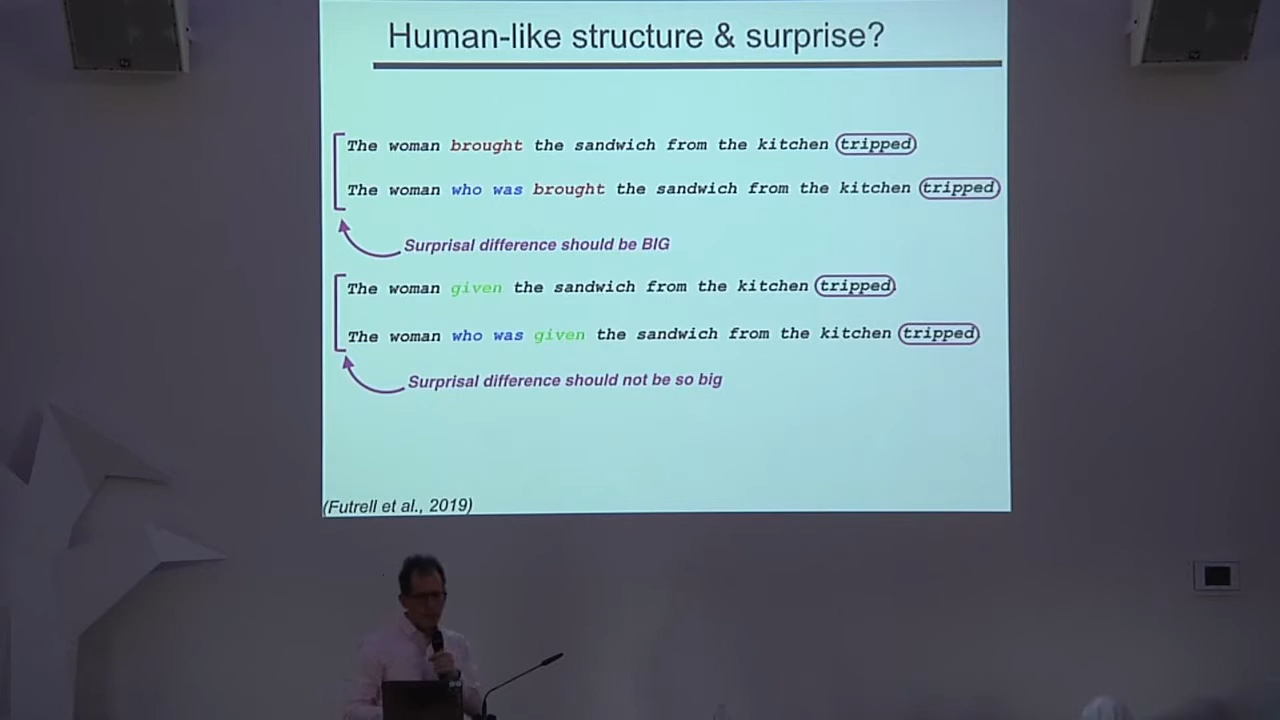 Human-like structure & surprise?
The woman brought the sandwich from the kitchen tripped
The woman who was brought the sandwich from the kitchen tripped
Surprisal difference should be BIG
The woman given the sandwich from the kitchen tripped
The woman who was given the sandwich from the kitchen tripped
Surprisal difference should not be so big
(Futrell et al., 2019)